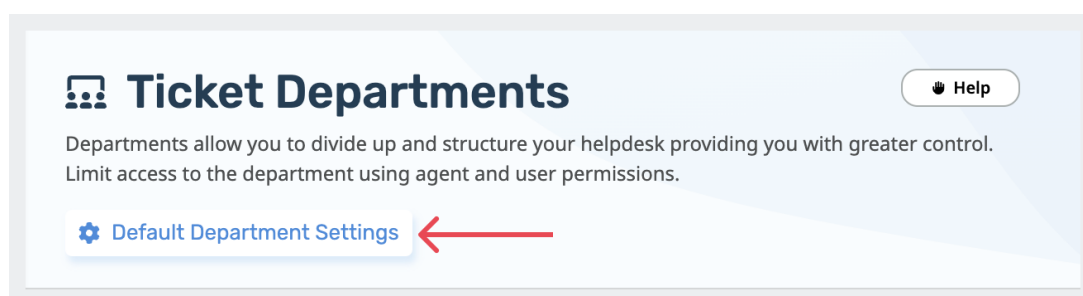 Ticket Departments
Help
Departments allow you to divide up and structure your helpdesk providing you with greater control.
Limit access to the department using agent and user permissions.
Default Department Settings